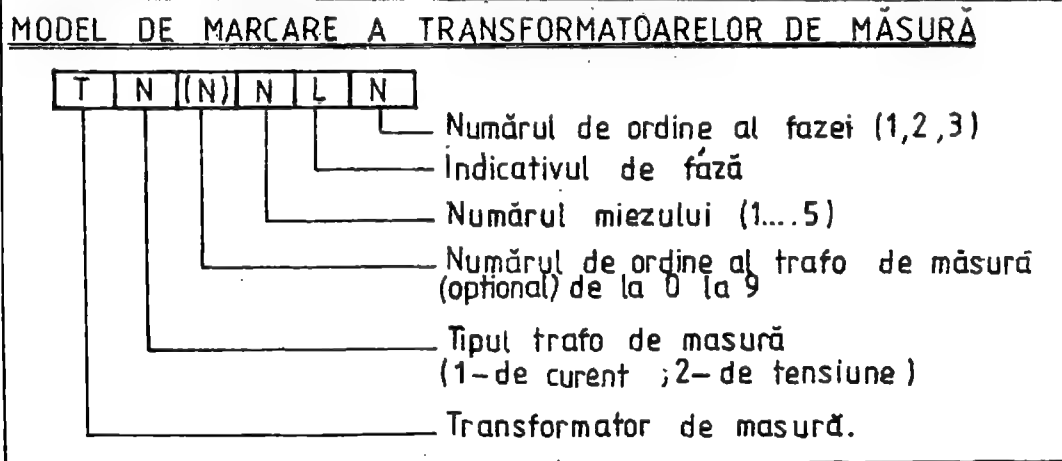 MODEL DE MARCARE A TRANSFORMATOARELOR DE MĂSURĂ
T N (N) N L N
Numărul de ordine al fazei (1,2,3)
Indicativul de fază
Numărul miezului (1....5)
Numărul de ordine al trafo de măsură
(optional) de la 0 la 9
Tipul trafo de masură
(1-de curent ;2-de tensiune)
Transformator de masură.